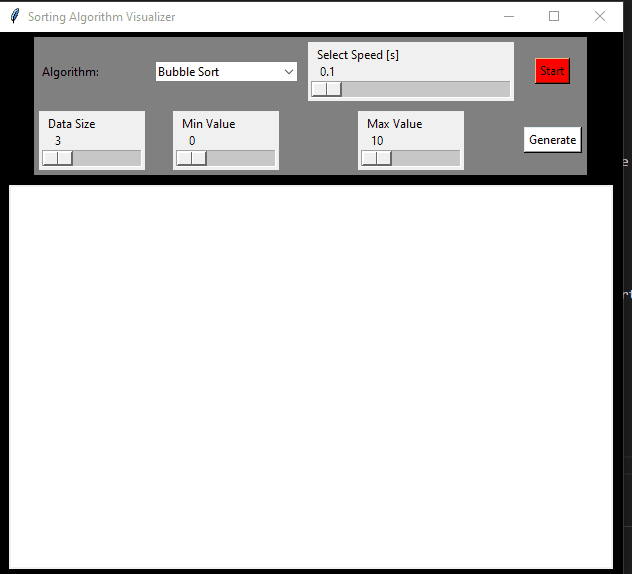 Sorting Algorithm Visualizer
Select Speed [s]
Algorithm:
Bubble Sort
0.1
Start
Data Size
Min Value
Max Value
3
0
10
Generate
e
rt